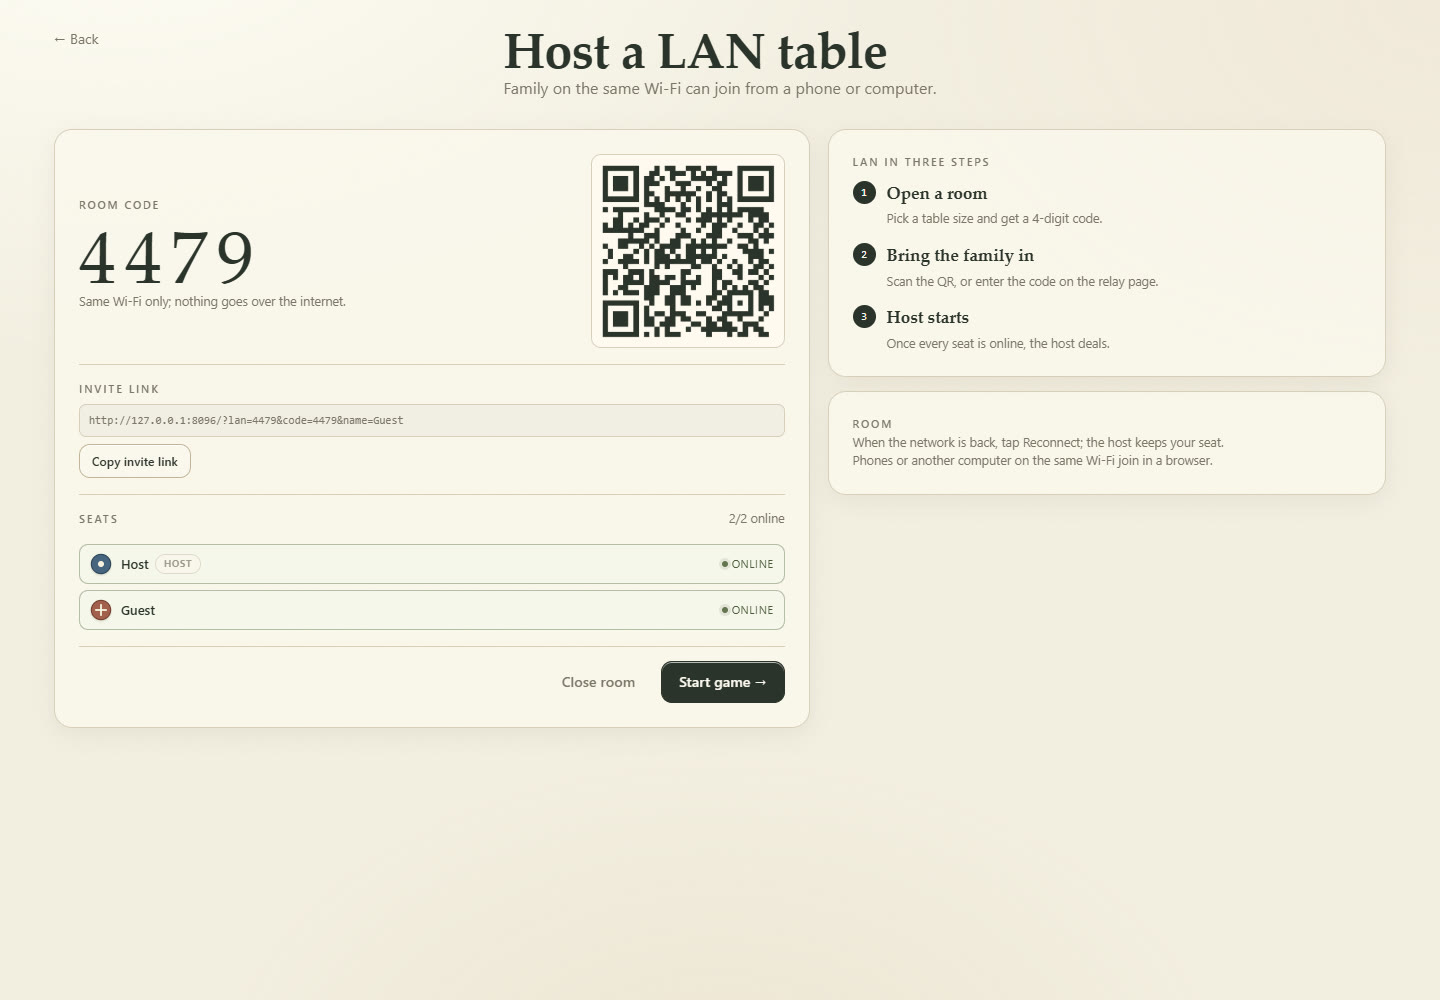 ← Back
Host a LAN table
Family on the same Wi-Fi can join from a phone or computer.
ROOM CODE
4479
Same Wi-Fi only; nothing goes over the internet.
INVITE LINK
http://127.0.0.1:8096/?lan=4479&code=4479&name=Guest
Copy invite link
SEATS
2/2 online
Host HOST ONLINE
Guest ONLINE
Close room
Start game →
LAN IN THREE STEPS
1 Open a room
Pick a table size and get a 4-digit code.
2 Bring the family in
Scan the QR, or enter the code on the relay page.
3 Host starts
Once every seat is online, the host deals.
ROOM
When the network is back, tap Reconnect; the host keeps your seat.
Phones or another computer on the same Wi-Fi join in a browser.